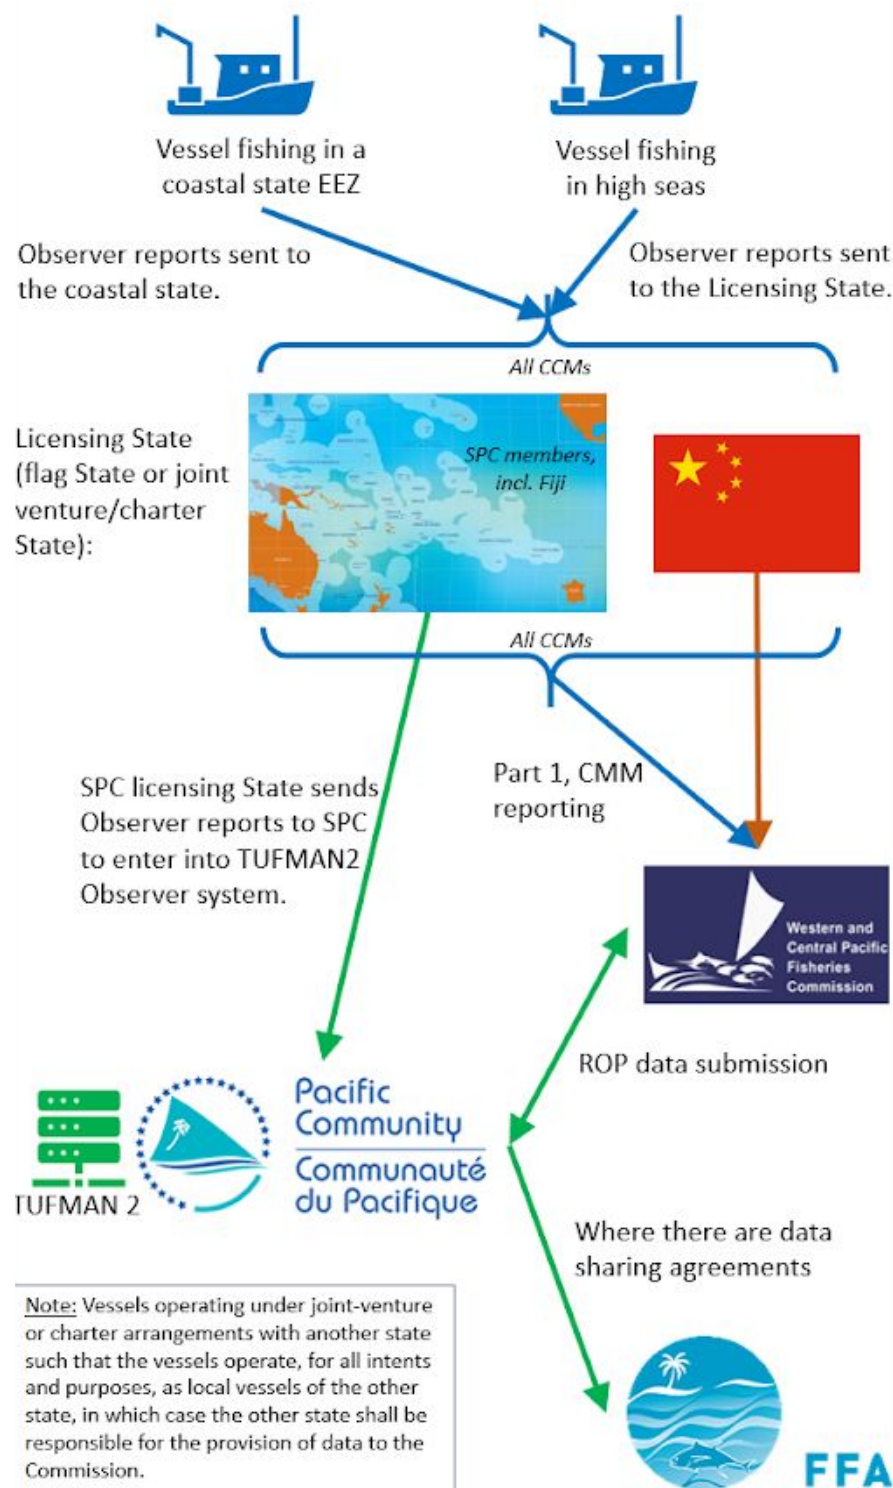 Vessel fishing in a
coastal state EEZ
Vessel fishing
in high seas
Observer reports sent to
the coastal state.
Observer reports sent
to the Licensing State.
All CCMs
Licensing State
(flag State or joint
venture/charter
State):
SPC members,
incl. Fiji
All CCMs
SPC licensing State sends
Observer reports to SPC
to enter into TUFMAN2
Observer system.
Part 1, CMM
reporting
Western and
Central Pacific
Fisheries
Commission
ROP data submission
Pacific
Community
Communauté
du Pacifique
TUFMAN 2
Where there are data
sharing agreements
Note: Vessels operating under joint-venture
or charter arrangements with another state
such that the vessels operate, for all intents
and purposes, as local vessels of the other
state, in which case the other state shall be
responsible for the provision of data to the
Commission.
FFA